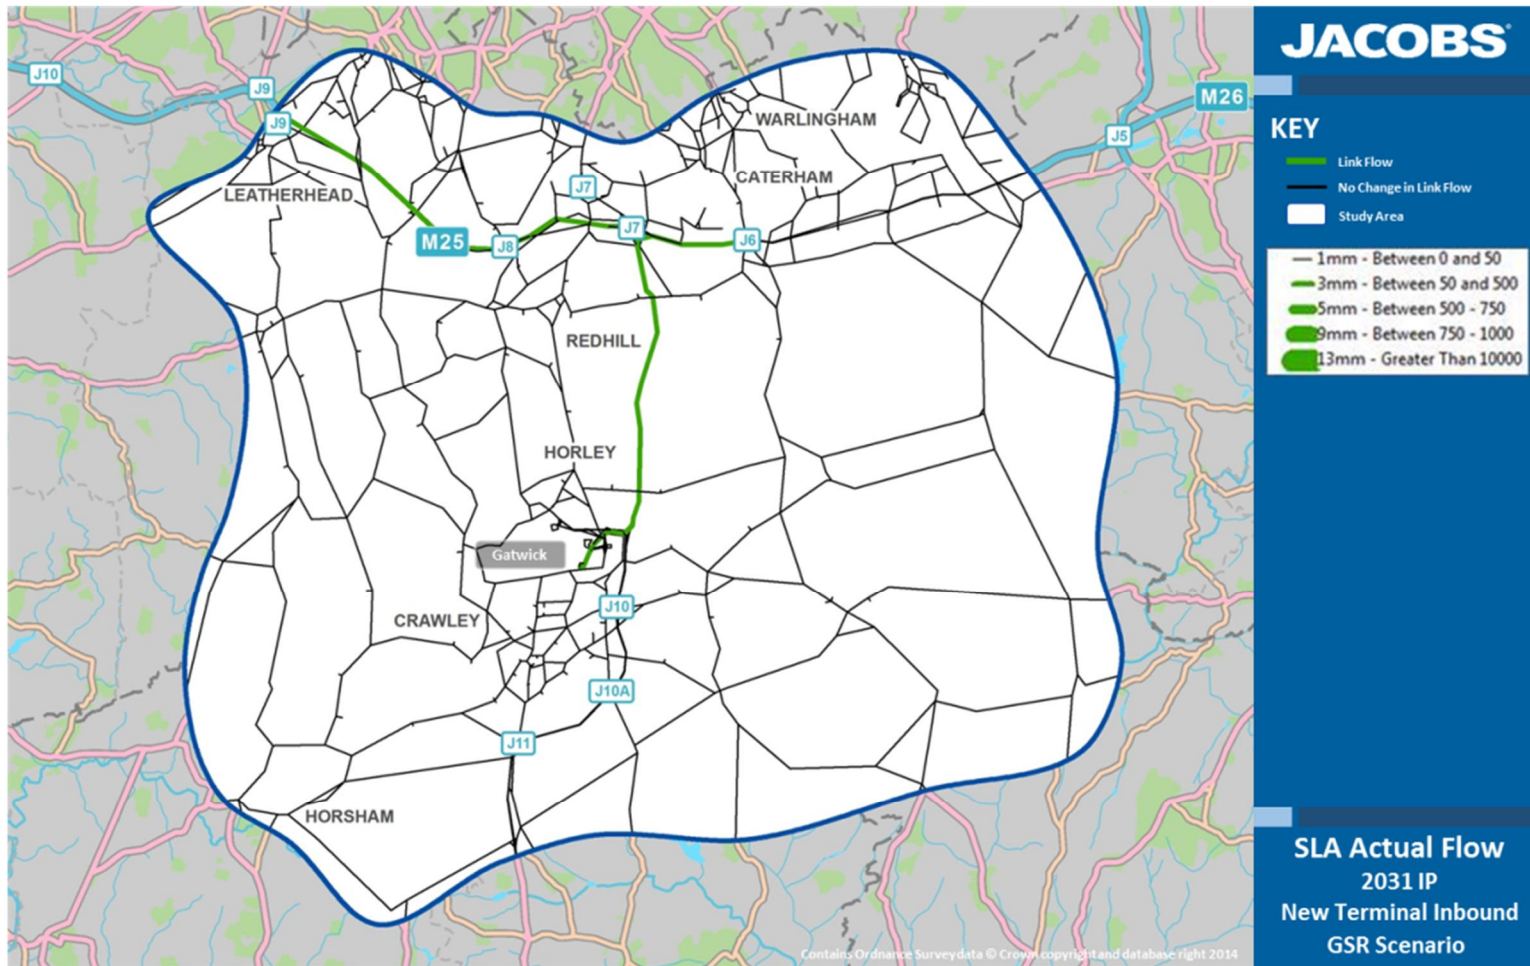 JACOBS
KEY
Link Flow
No Change in Link Flow
Study Area
1mm - Between 0 and 50
3mm - Between 50 and 500
5mm - Between 500 - 750
9mm - Between 750 - 1000
13mm - Greater Than 10000
J10
J9
J9
M26
J5
WARLINGHAM
CATERHAM
LEATHERHEAD
J7
J7
M25
J8
J6
REDHILL
HORLEY
Gatwick
J10
CRAWLEY
J10A
J11
HORSHAM
SLA Actual Flow
2031 IP
New Terminal Inbound
GSR Scenario
Contains Ordnance Survey data © Crown copyright and database right 2014